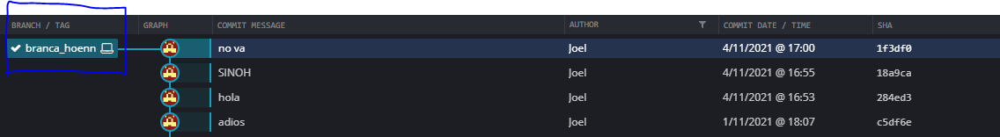 BRANCH / TAG GRAPH COMMIT MESSAGE AUTHOR COMMIT DATE / TIME SHA
branca_hoenn no va Joel 4/11/2021 @ 17:00 1f3df0
SINOH Joel 4/11/2021 @ 16:55 18a9ca
hola Joel 4/11/2021 @ 16:53 284ed3
adios Joel 1/11/2021 @ 18:07 c5df6e